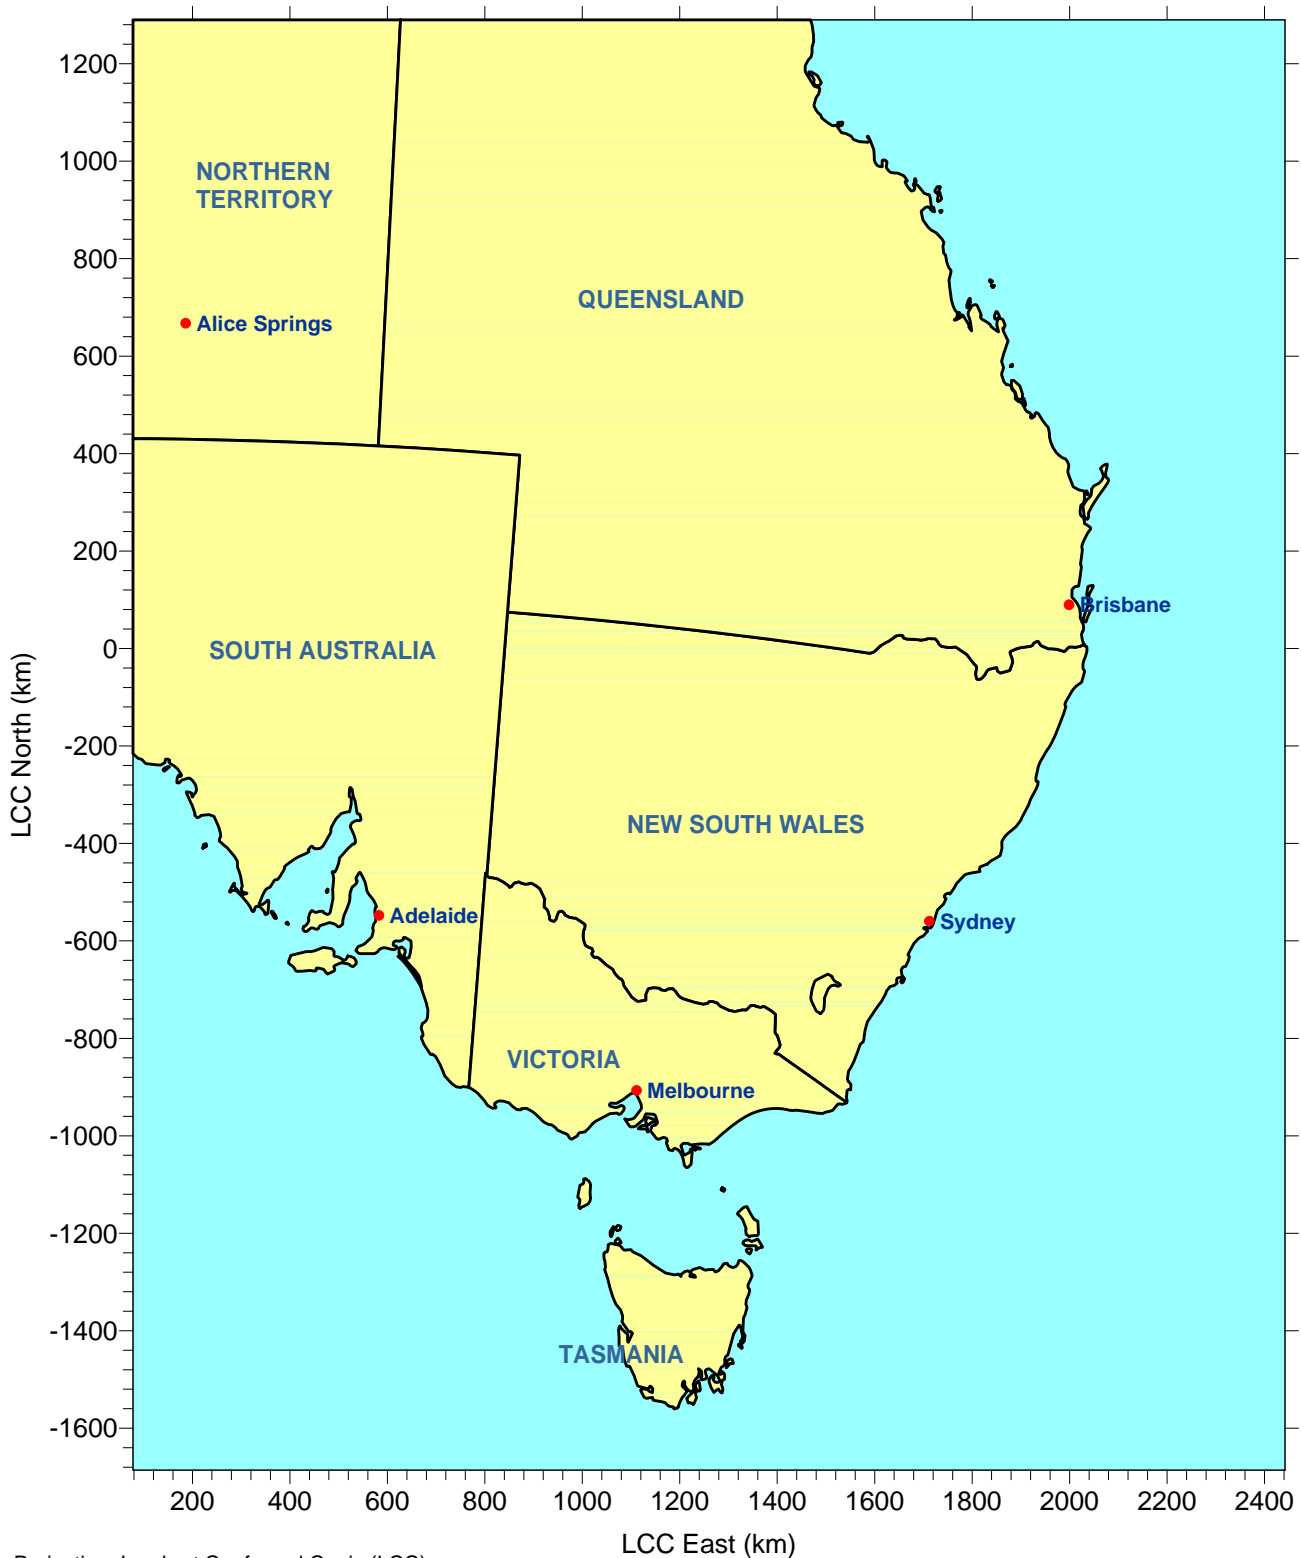 1200
1000
800
600
400
200
0
-200
-400
-600
-800
-1000
-1200
-1400
-1600
LCC North (km)
NORTHERN
TERRITORY
QUEENSLAND
Alice Springs
Brisbane
SOUTH AUSTRALIA
NEW SOUTH WALES
Adelaide
Sydney
VICTORIA
Melbourne
TASMANIA
200 400 600 800 1000 1200 1400 1600 1800 2000 2200 2400
LCC East (km)